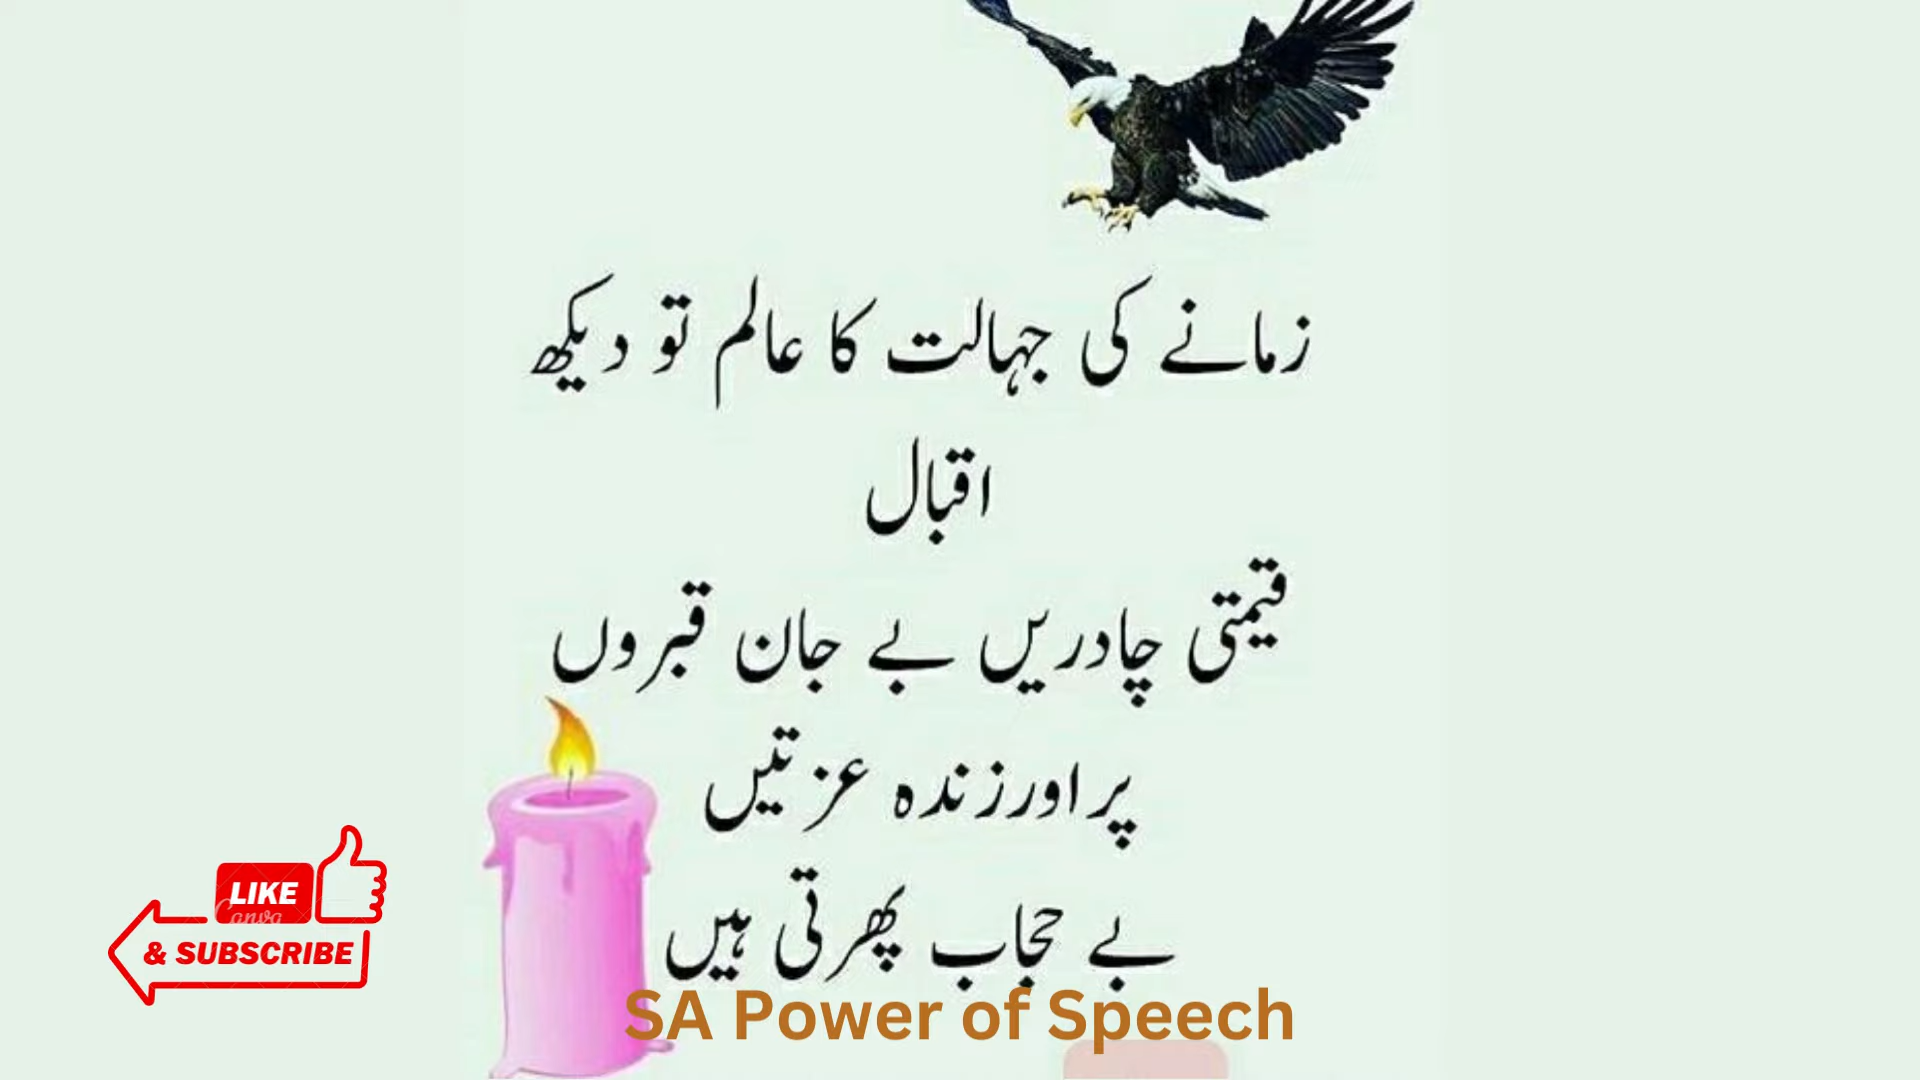 زمانے کی جہالت کا عالم تو دیکھ
اقبال
قیمتی چادریں بے جان قبروں
پر اور زندہ عزتیں
بے حجاب پھرتی ہیں
LIKE
Canva
& SUBSCRIBE
SA Power of Speech